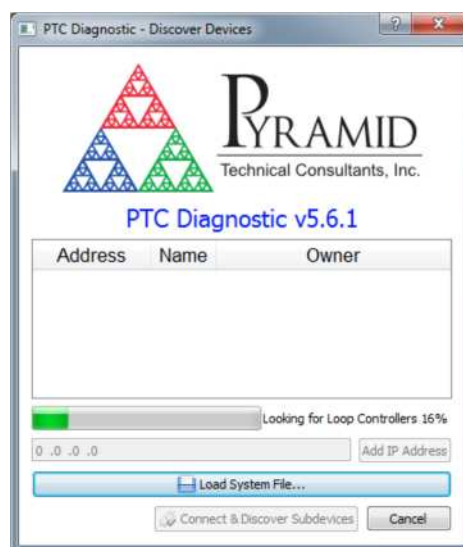 PTC Diagnostic - Discover Devices
PYRAMID
Technical Consultants, Inc.
PTC Diagnostic v5.6.1
Address Name Owner
Looking for Loop Controllers 16%
0 .0 .0 .0 Add IP Address
Load System File...
Connect & Discover Subdevices Cancel